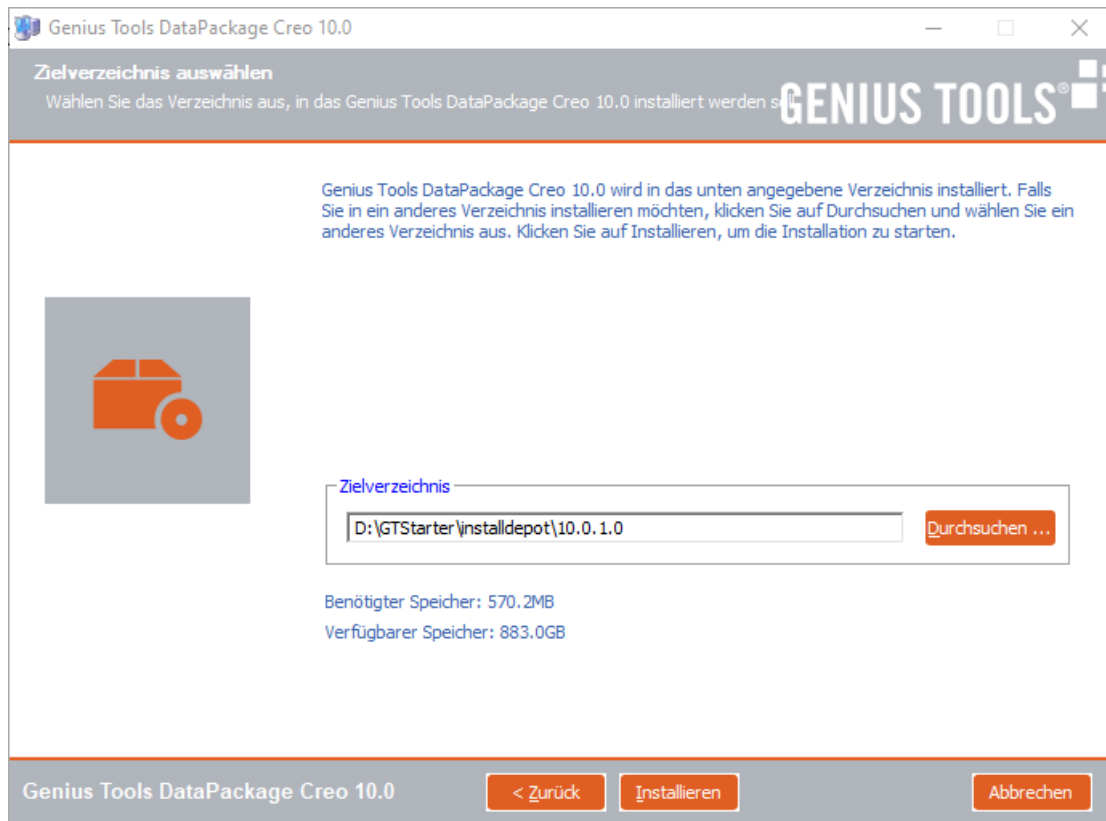 Genius Tools DataPackage Creo 10.0
Zielverzeichnis auswählen
Wählen Sie das Verzeichnis aus, in das Genius Tools DataPackage Creo 10.0 installiert werden
GENIUS TOOLS®
Genius Tools DataPackage Creo 10.0 wird in das unten angegebene Verzeichnis installiert. Falls
Sie in ein anderes Verzeichnis installieren möchten, klicken Sie auf Durchsuchen und wählen Sie ein
anderes Verzeichnis aus. Klicken Sie auf Installieren, um die Installation zu starten.
Zielverzeichnis
D:\GTStarter\installdepot\10.0.1.0
Durchsuchen ...
Benötigter Speicher: 570.2MB
Verfügbarer Speicher: 883.0GB
Genius Tools DataPackage Creo 10.0
< Zurück
Installieren
Abbrechen